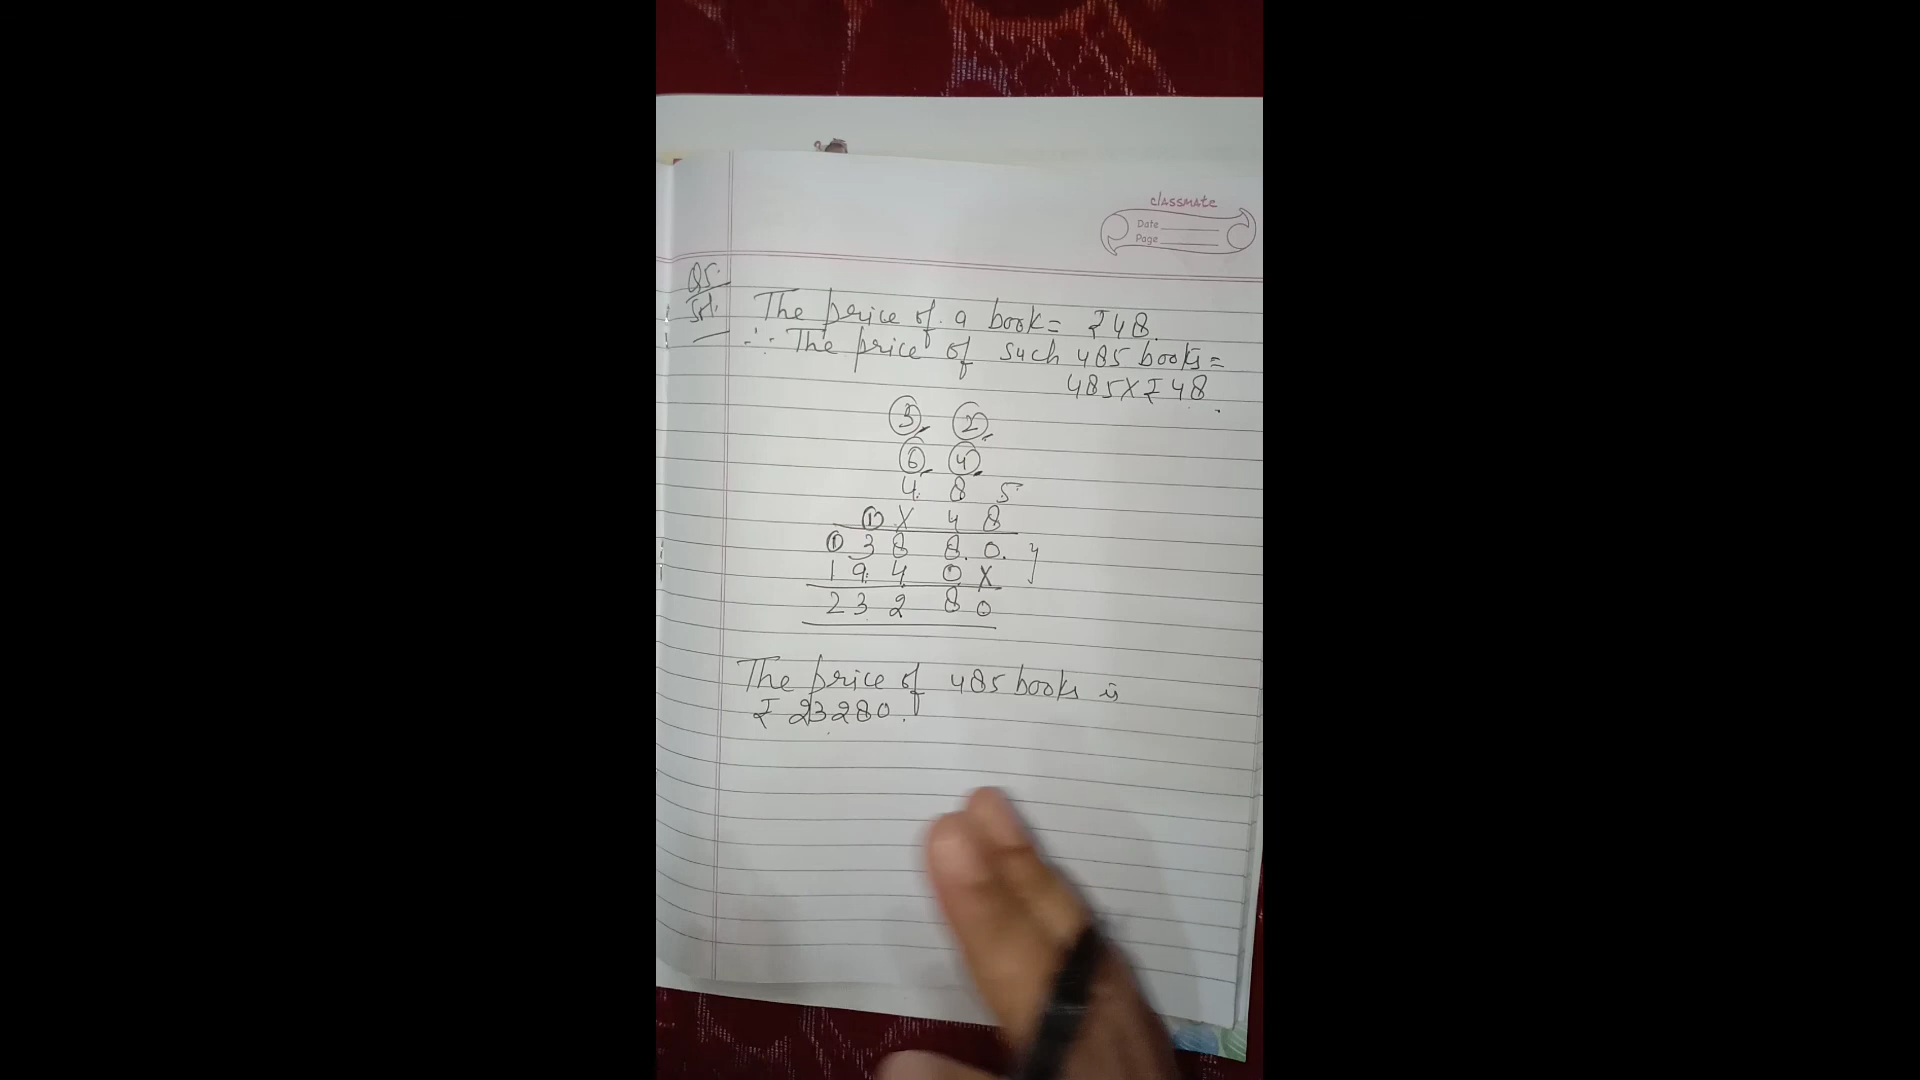 classmate
Date
Page
Q5.
Sol.
The price of a book = ₹48.
∴ The price of such 485 books =
485X₹48.
3 2
6 4
4 8 5
1 X 4 8
1 3 8 8 0
1 9 4 0 X
2 3 2 8 0
The price of 485 books is
₹23280.